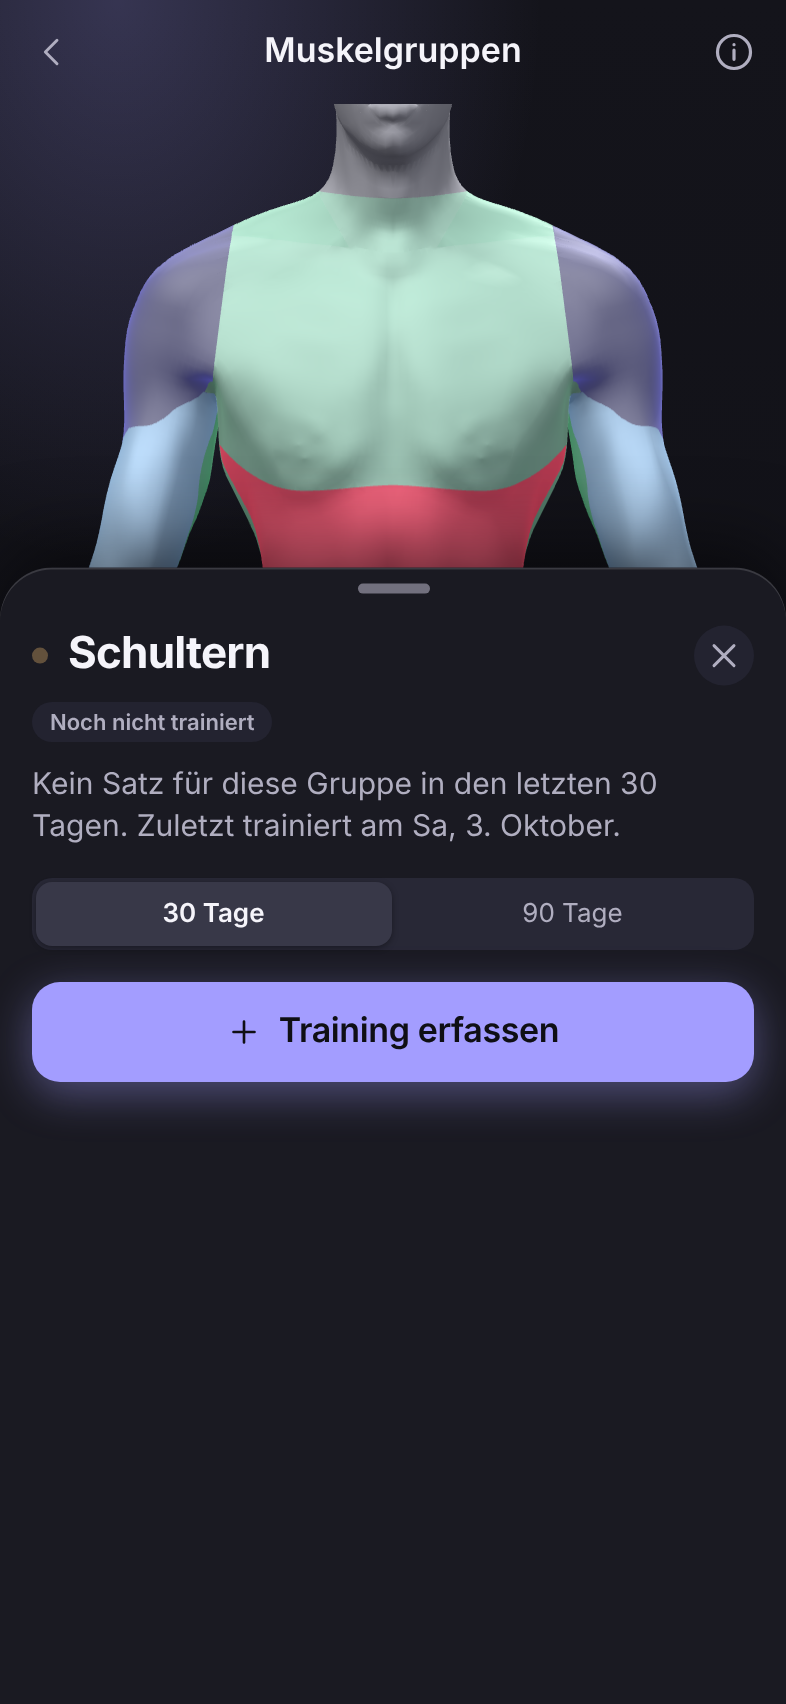 Muskelgruppen
Schultern
Noch nicht trainiert
Kein Satz für diese Gruppe in den letzten 30
Tagen. Zuletzt trainiert am Sa, 3. Oktober.
30 Tage
90 Tage
+ Training erfassen